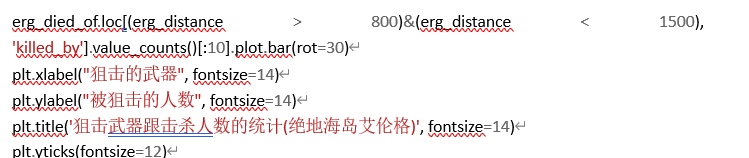 erg_died_of.loc[(erg_distance > 800)&(erg_distance < 1500),
'killed_by'].value_counts()[:10].plot.bar(rot=30)
plt.xlabel("狙击的武器", fontsize=14)
plt.ylabel("被狙击的人数", fontsize=14)
plt.title('狙击武器跟击杀人数的统计(绝地海岛艾伦格)', fontsize=14)
plt.yticks(fontsize=12)